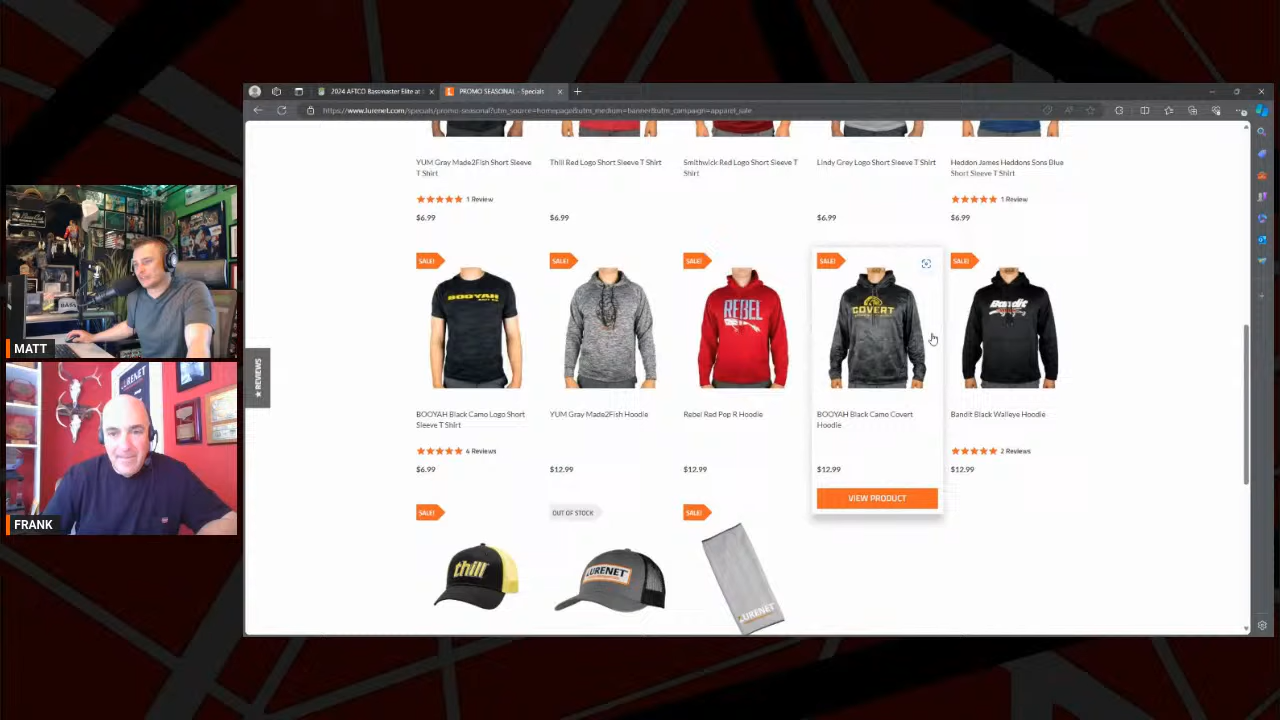 2024 AFTCO Bassmaster Elite at
PROMO SEASONAL - Specials
https://www.lurenet.com/specials/promo-seasonal?utm_source=homepage&utm_medium=banner&utm_campaign=apparel_sale
YUM Gray Made2Fish Short Sleeve
T Shirt
Thill Red Logo Short Sleeve T Shirt
Smithwick Red Logo Short Sleeve T
Shirt
Lindy Grey Logo Short Sleeve T Shirt
Heddon James Heddons Sons Blue
Short Sleeve T Shirt
1 Review
1 Review
$6.99
$6.99
$6.99
$6.99
$6.99
SALE!
SALE!
SALE!
SALE!
SALE!
BOOYAH
REBEL
COVERT
Bandit
★ REVIEWS
BOOYAH Black Camo Logo Short
Sleeve T Shirt
YUM Gray Made2Fish Hoodie
Rebel Red Pop R Hoodie
BOOYAH Black Camo Covert
Hoodie
Bandit Black Walleye Hoodie
4 Reviews
2 Reviews
$6.99
$12.99
$12.99
$12.99
$12.99
VIEW PRODUCT
SALE!
OUT OF STOCK
SALE!
thill
LURENET
LURENET
MATT
LURENET
FRANK